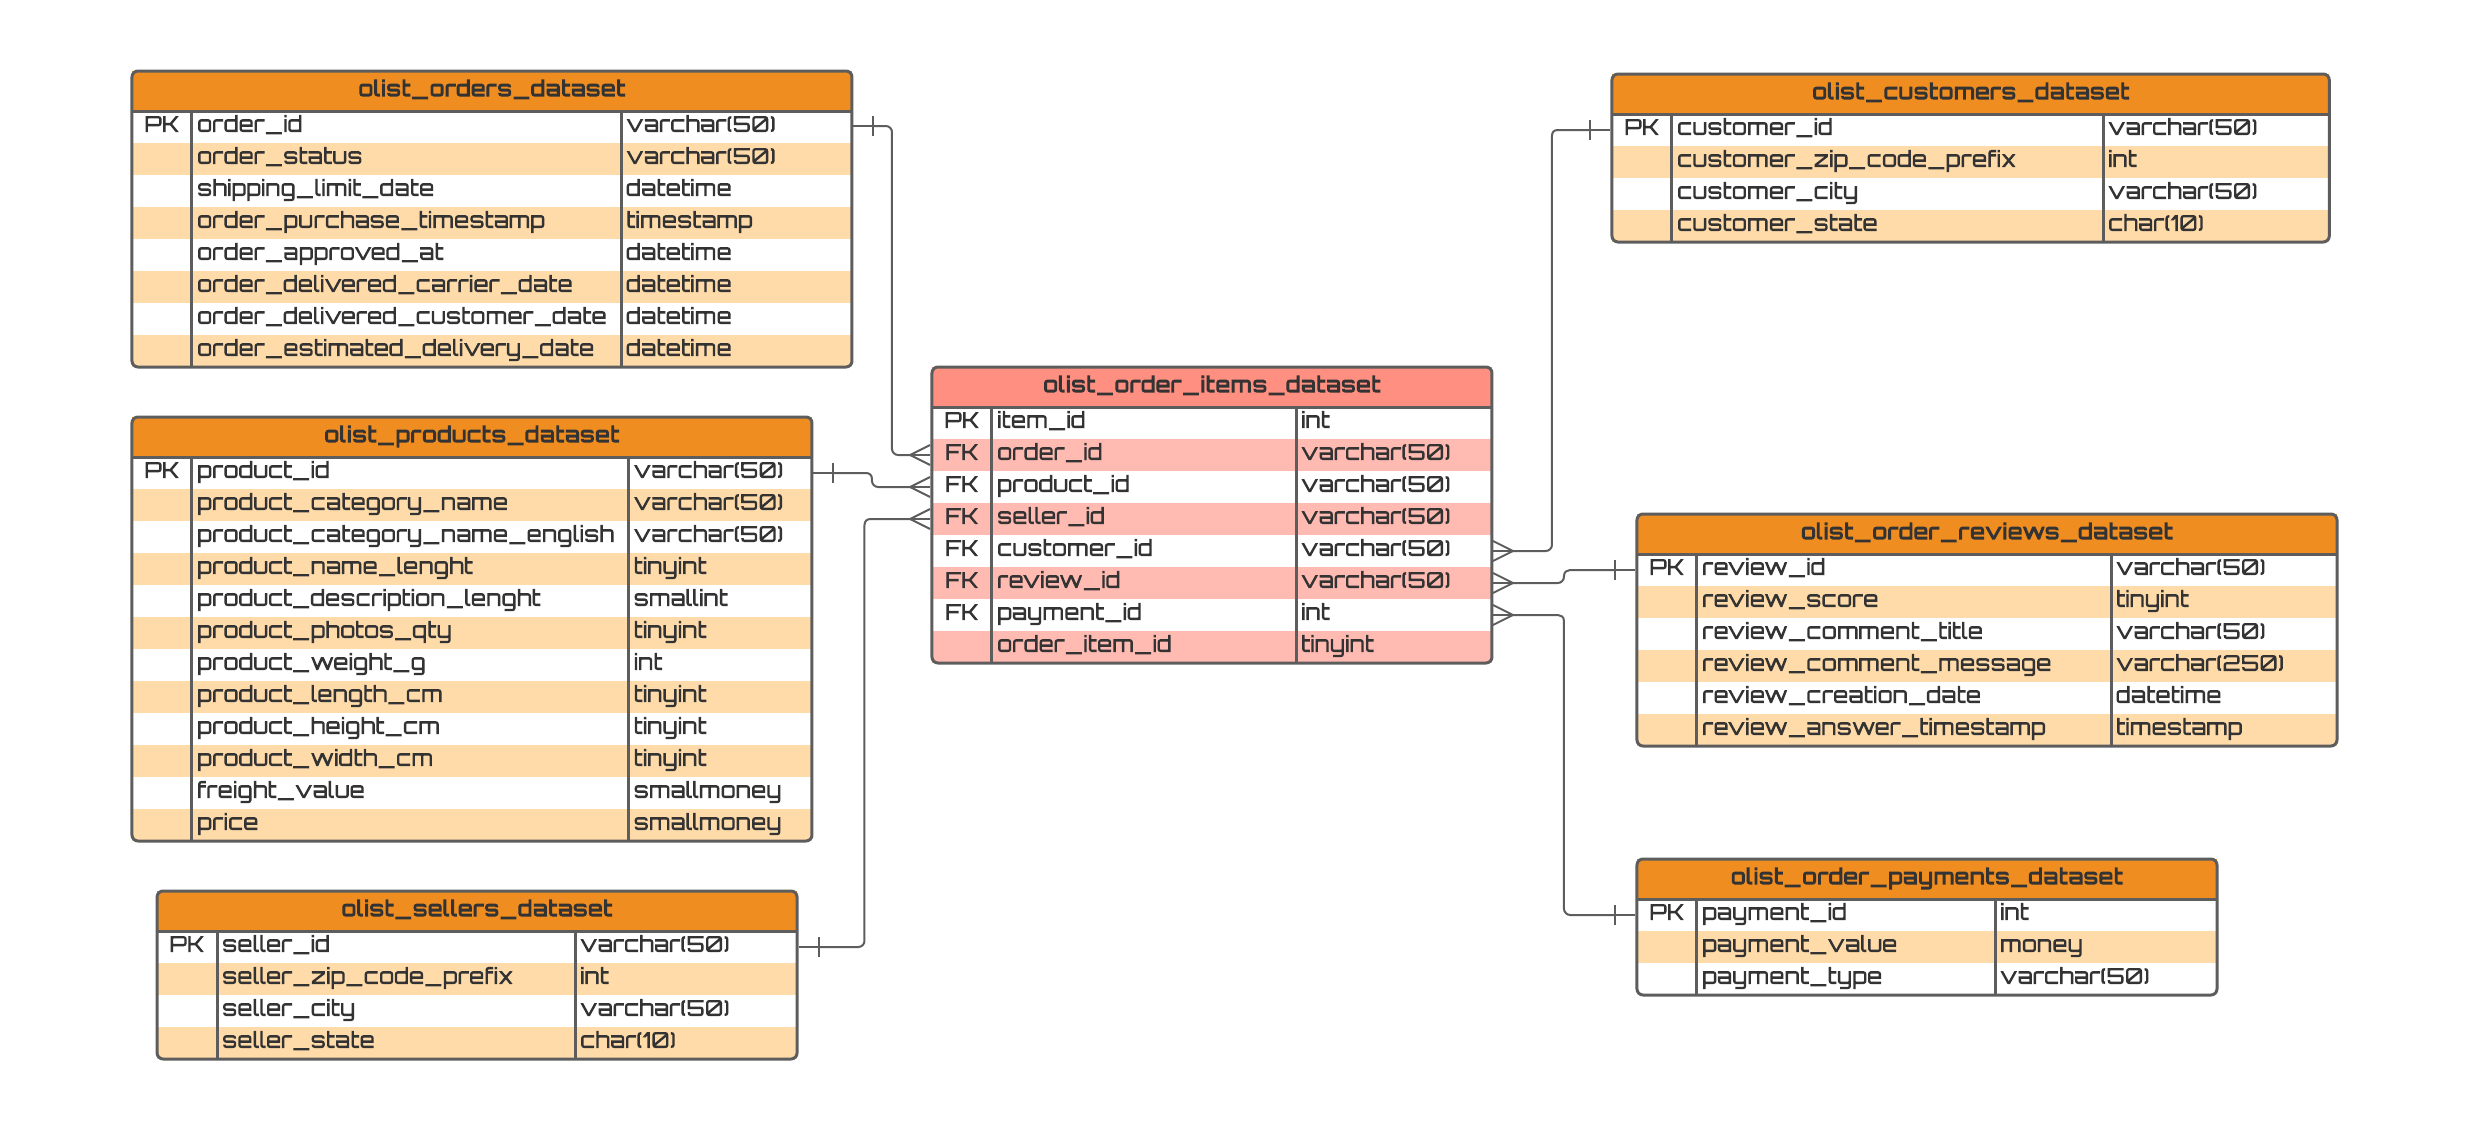 olist_orders_dataset
PK order_id varchar(50)
order_status varchar(50)
shipping_limit_date datetime
order_purchase_timestamp timestamp
order_approved_at datetime
order_delivered_carrier_date datetime
order_delivered_customer_date datetime
order_estimated_delivery_date datetime
olist_products_dataset
PK product_id varchar(50)
product_category_name varchar(50)
product_category_name_english varchar(50)
product_name_lenght tinyint
product_description_lenght smallint
product_photos_qty tinyint
product_weight_g int
product_length_cm tinyint
product_height_cm tinyint
product_width_cm tinyint
freight_value smallmoney
price smallmoney
olist_sellers_dataset
PK seller_id varchar(50)
seller_zip_code_prefix int
seller_city varchar(50)
seller_state char(10)
olist_order_items_dataset
PK item_id int
FK order_id varchar(50)
FK product_id varchar(50)
FK seller_id varchar(50)
FK customer_id varchar(50)
FK review_id varchar(50)
FK payment_id int
order_item_id tinyint
olist_customers_dataset
PK customer_id varchar(50)
customer_zip_code_prefix int
customer_city varchar(50)
customer_state char(10)
olist_order_reviews_dataset
PK review_id varchar(50)
review_score tinyint
review_comment_title varchar(50)
review_comment_message varchar(250)
review_creation_date datetime
review_answer_timestamp timestamp
olist_order_payments_dataset
PK payment_id int
payment_value money
payment_type varchar(50)